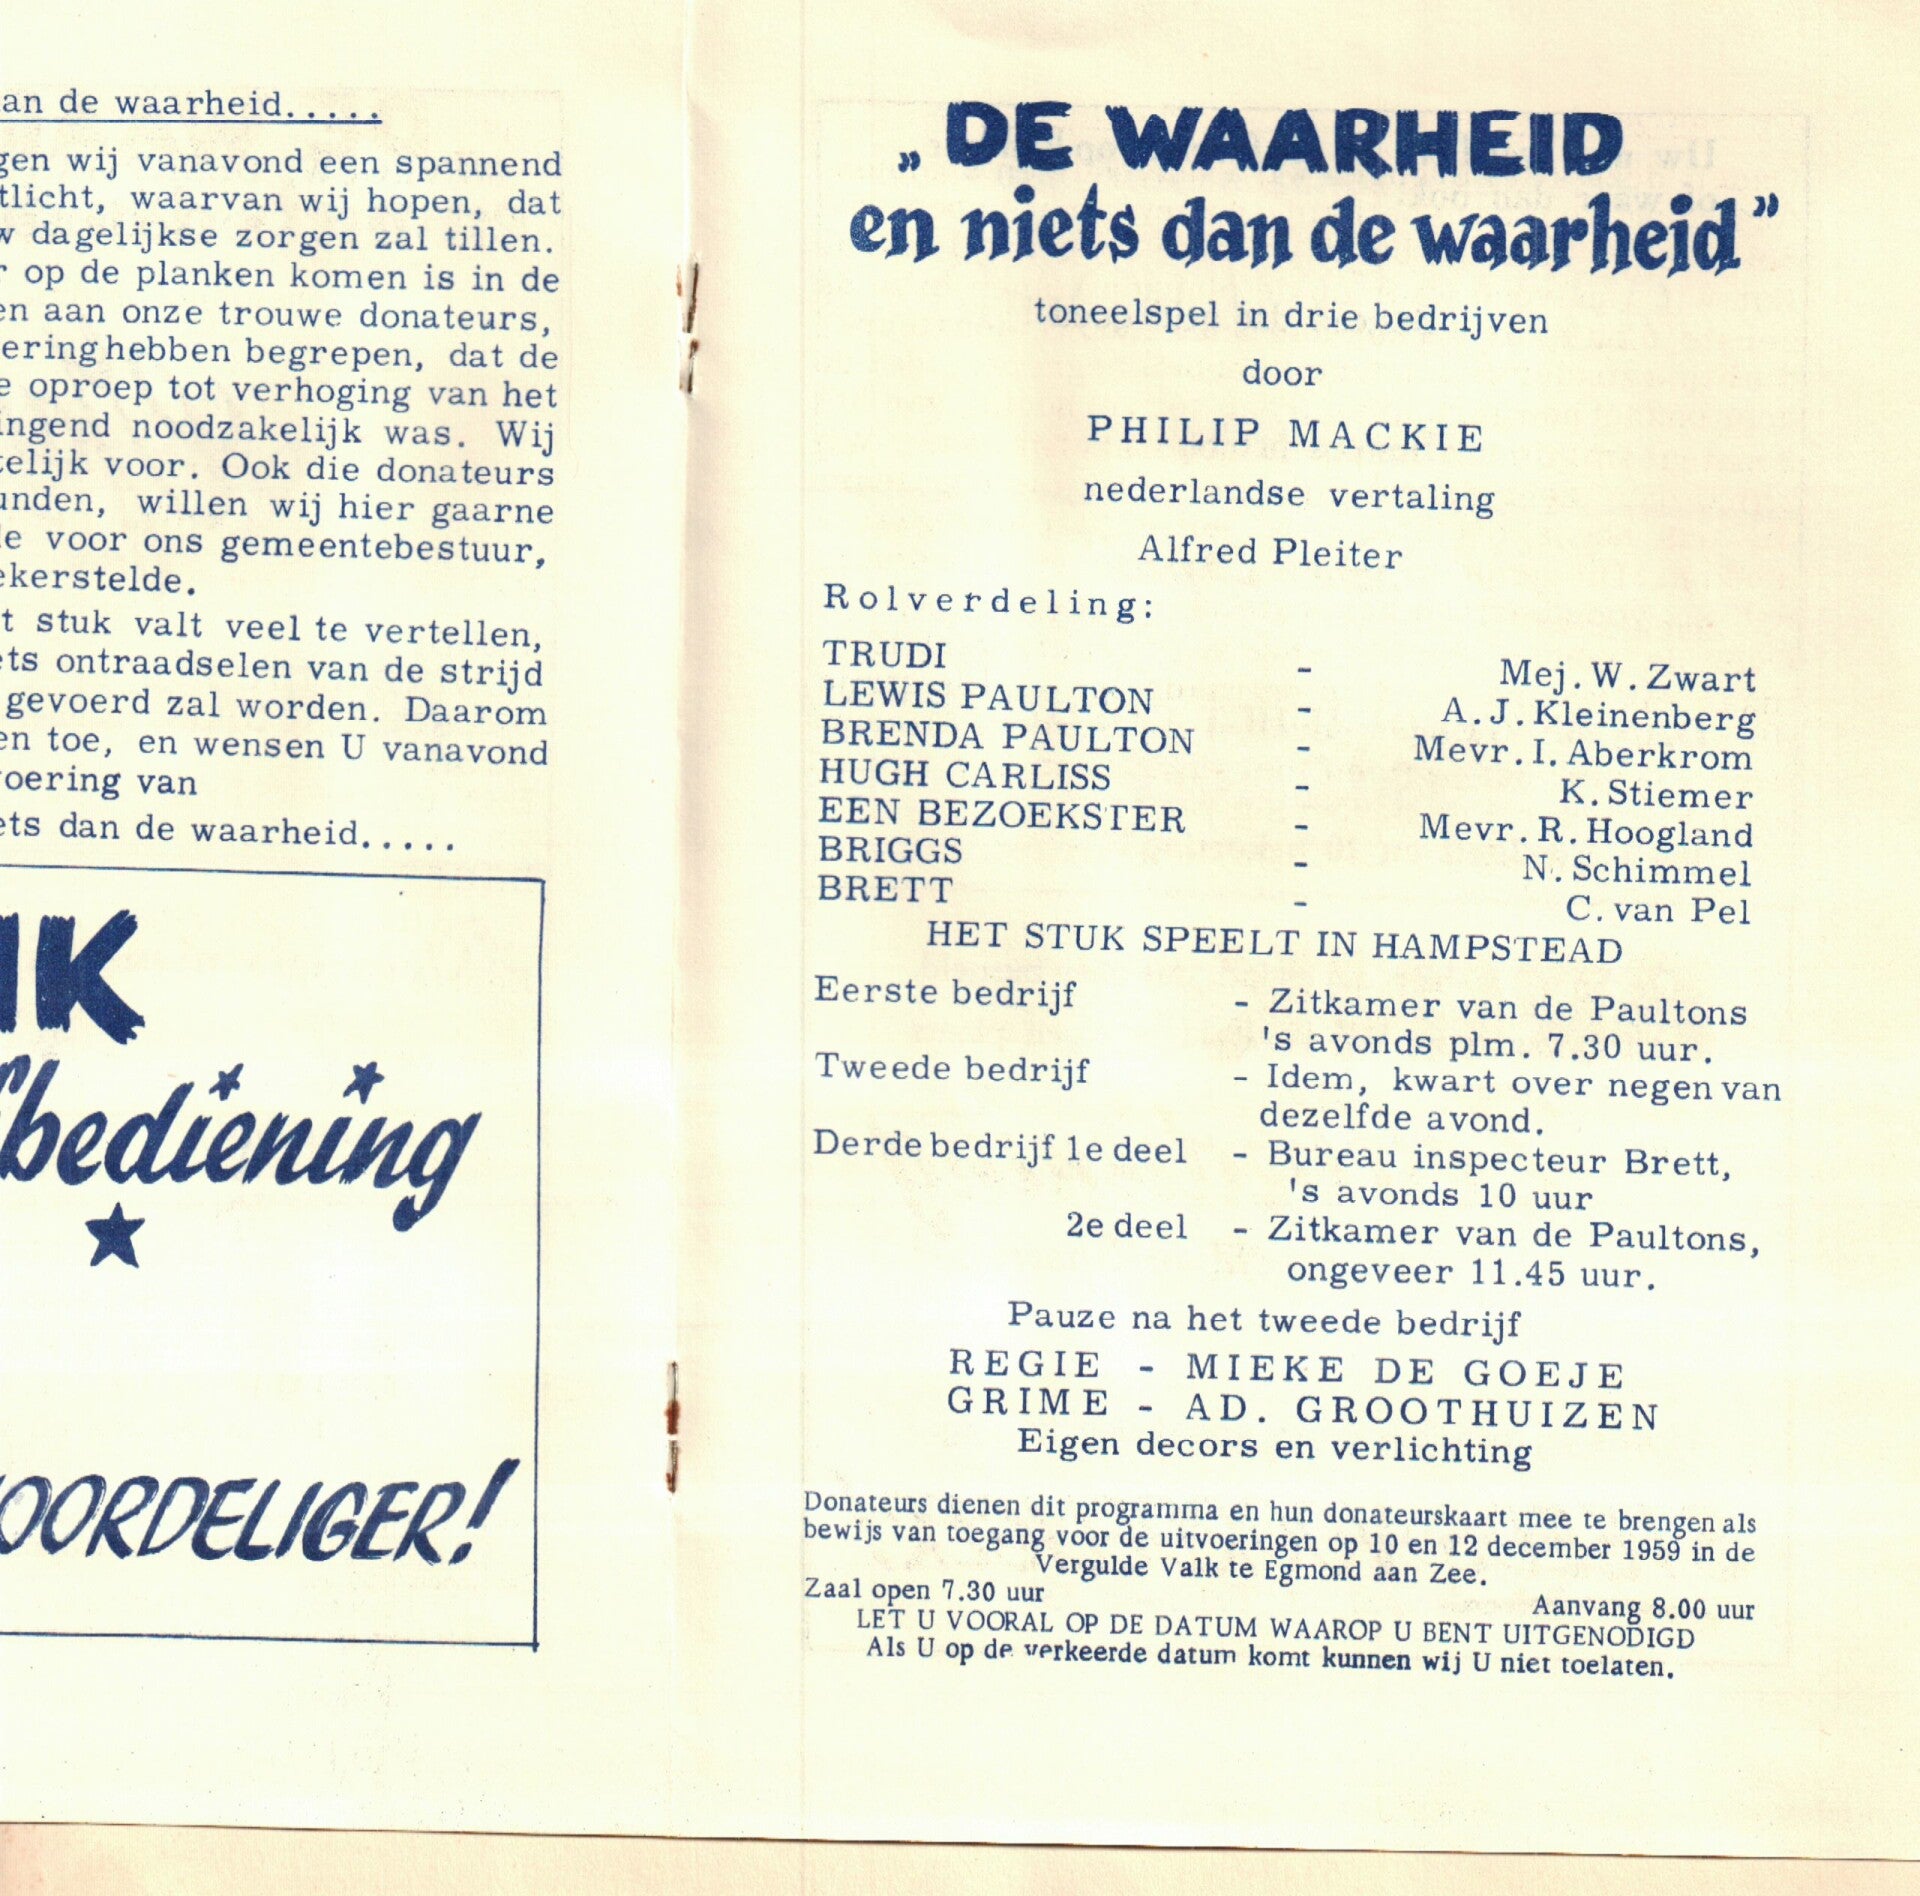 an de waarheid.....
gen wij vanavond een spannend
tlicht, waarvan wij hopen, dat
w dagelijkse zorgen zal tillen.
r op de planken komen is in de
en aan onze trouwe donateurs,
ering hebben begrepen, dat de
e oproep tot verhoging van het
ingend noodzakelijk was. Wij
telijk voor. Ook die donateurs
unden, willen wij hier gaarne
le voor ons gemeentebestuur,
ekerstelde.
t stuk valt veel te vertellen,
ets ontraadselen van de strijd
gevoerd zal worden. Daarom
en toe, en wensen U vanavond
oering van
ets dan de waarheid.....
IK
fbediening
OORDELIGER!
„DE WAARHEID
en niets dan de waarheid”
toneelspel in drie bedrijven
door
PHILIP MACKIE
nederlandse vertaling
Alfred Pleiter
Rolverdeling:
TRUDI - Mej. W. Zwart
LEWIS PAULTON - A.J. Kleinenberg
BRENDA PAULTON - Mevr. I. Aberkrom
HUGH CARLISS - K. Stiemer
EEN BEZOEKSTER - Mevr. R. Hoogland
BRIGGS - N. Schimmel
BRETT - C. van Pel
HET STUK SPEELT IN HAMPSTEAD
Eerste bedrijf - Zitkamer van de Paultons
's avonds plm. 7.30 uur.
Tweede bedrijf - Idem, kwart over negen van
dezelfde avond.
Derde bedrijf 1e deel - Bureau inspecteur Brett,
's avonds 10 uur
2e deel - Zitkamer van de Paultons,
ongeveer 11.45 uur.
Pauze na het tweede bedrijf
REGIE - MIEKE DE GOEJE
GRIME - AD. GROOTHUIZEN
Eigen decors en verlichting
Donateurs dienen dit programma en hun donateurskaart mee te brengen als
bewijs van toegang voor de uitvoeringen op 10 en 12 december 1959 in de
Vergulde Valk te Egmond aan Zee.
Zaal open 7.30 uur Aanvang 8.00 uur
LET U VOORAL OP DE DATUM WAAROP U BENT UITGENODIGD
Als U op de verkeerde datum komt kunnen wij U niet toelaten.